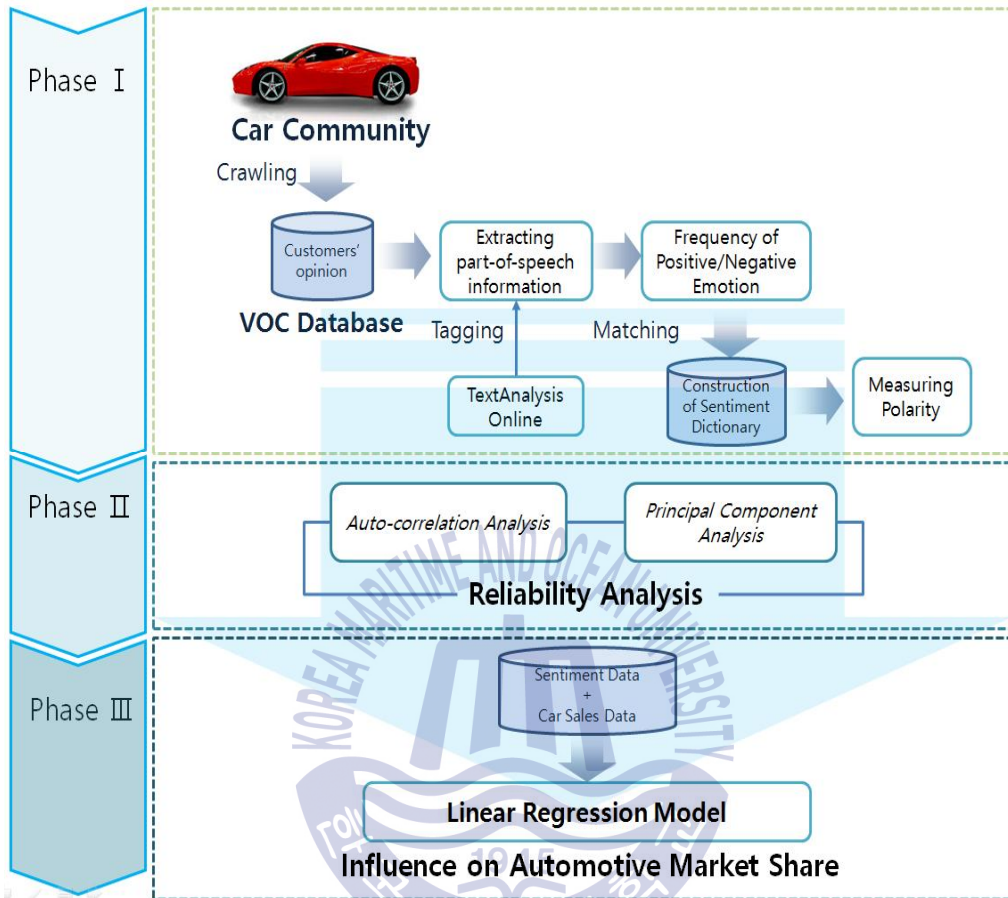 Phase Ⅰ
Car Community
Crawling
Customers'
opinion
VOC Database
Extracting
part-of-speech
information
Frequency of
Positive/Negative
Emotion
Tagging
Matching
TextAnalysis
Online
Construction
of Sentiment
Dictionary
Measuring
Polarity
Phase Ⅱ
Auto-correlation Analysis
Principal Component
Analysis
Reliability Analysis
KOREA MARITIME AND OCEAN UNIVERSITY
Phase Ⅲ
Sentiment Data
+
Car Sales Data
Linear Regression Model
1945
Influence on Automotive Market Share